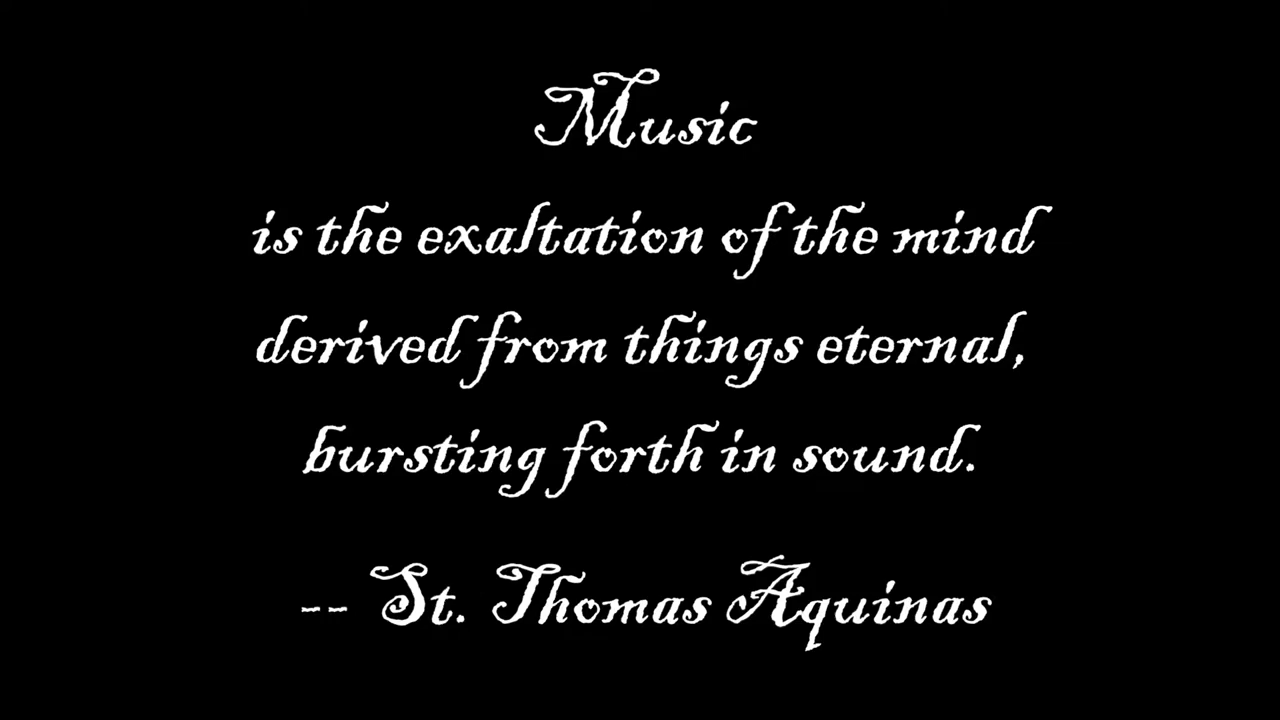 Music
is the exaltation of the mind
derived from things eternal,
bursting forth in sound.
-- St. Thomas Aquinas